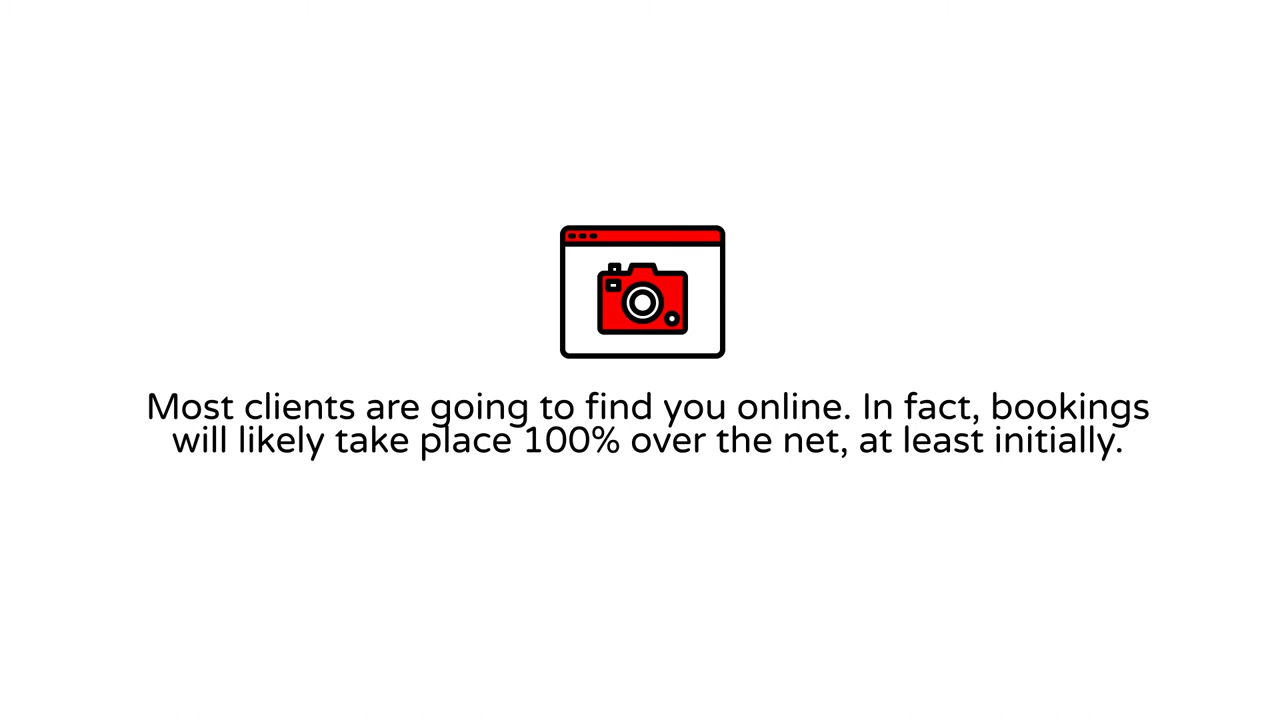 Most clients are going to find you online. In fact, bookings
will likely take place 100% over the net, at least initially.